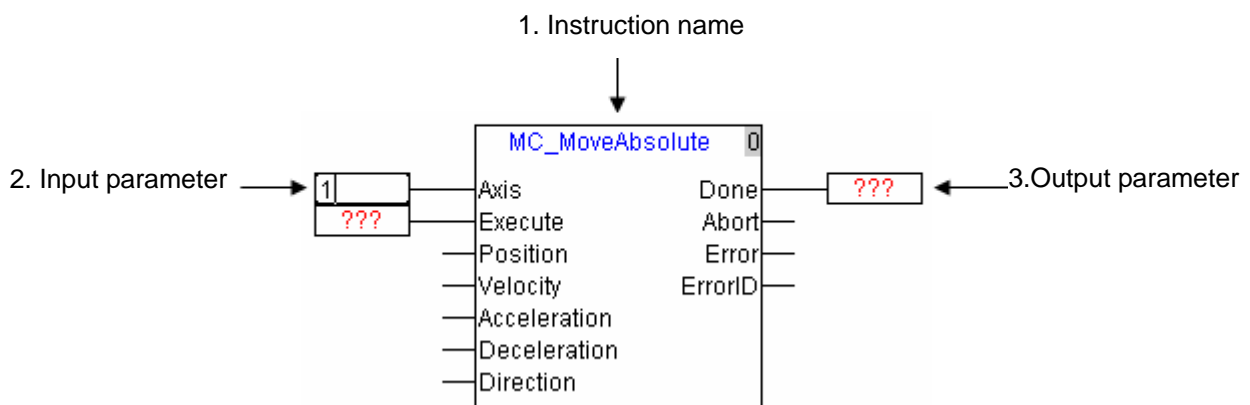 1. Instruction name
MC_MoveAbsolute 0
2. Input parameter
1 Axis Done ??? 3.Output parameter
??? Execute Abort
Position Error
Velocity ErrorID
Acceleration
Deceleration
Direction